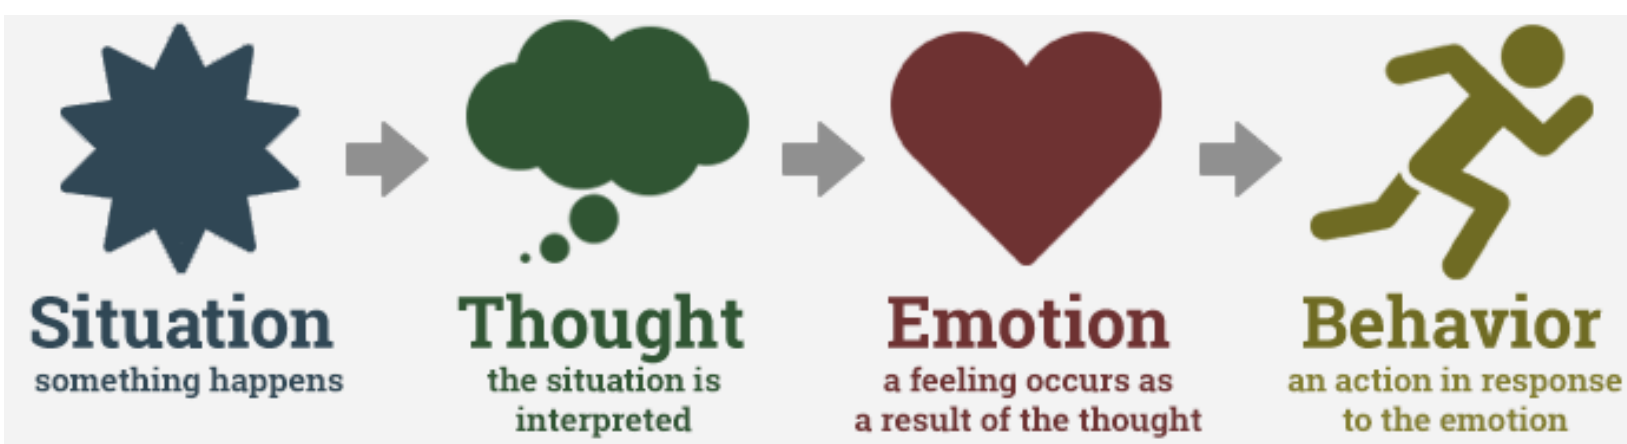 Situation
something happens
Thought
the situation is
interpreted
Emotion
a feeling occurs as
a result of the thought
Behavior
an action in response
to the emotion